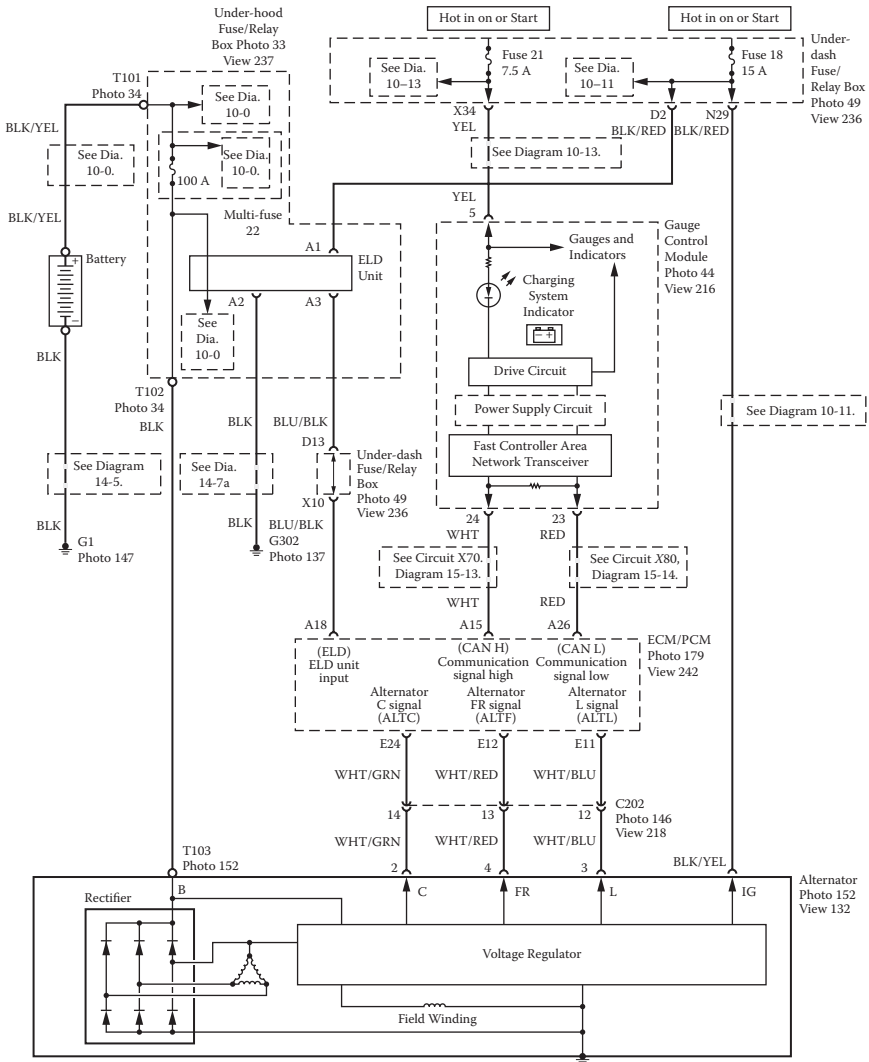 Under-hood
Fuse/Relay
Box Photo 33
View 237
Hot in on or Start
Hot in on or Start
Under-
dash
Fuse/
Relay Box
Photo 49
View 236
Fuse 21
7.5 A
Fuse 18
15 A
See Dia.
10–13
See Dia.
10–11
T101
Photo 34
See Dia.
10-0
X34
YEL
D2
BLK/RED
N29
BLK/RED
BLK/YEL
See Dia.
10-0.
See Dia.
10-0.
100 A
See Diagram 10-13.
Multi-fuse
22
BLK/YEL
YEL
5
Gauge
Control
Module
Photo 44
View 216
Gauges and
Indicators
A1
ELD
Unit
Battery
+
−
A2
A3
Charging
System
Indicator
− +
See
Dia.
10-0
BLK
Drive Circuit
T102
Photo 34
BLK
Power Supply Circuit
See Diagram 10-11.
BLK
BLU/BLK
D13
Fast Controller Area
Network Transceiver
See Diagram
14-5.
See Dia.
14-7a
Under-dash
Fuse/Relay
Box
Photo 49
View 236
X10
BLK
G1
Photo 147
BLK
BLU/BLK
G302
Photo 137
24
WHT
23
RED
See Circuit X70.
Diagram 15-13.
See Circuit X80,
Diagram 15-14.
WHT
RED
A18
A15
A26
ECM/PCM
Photo 179
View 242
(ELD)
ELD unit
input
(CAN H)
Communication
signal high
(CAN L)
Communication
signal low
Alternator
C signal
(ALTC)
Alternator
FR signal
(ALTF)
Alternator
L signal
(ALTL)
E24
E12
E11
WHT/GRN
WHT/RED
WHT/BLU
C202
Photo 146
View 218
14
13
12
WHT/GRN
WHT/RED
WHT/BLU
T103
Photo 152
2
4
3
BLK/YEL
Alternator
Photo 152
View 132
Rectifier
B
C
FR
L
IG
Voltage Regulator
Field Winding